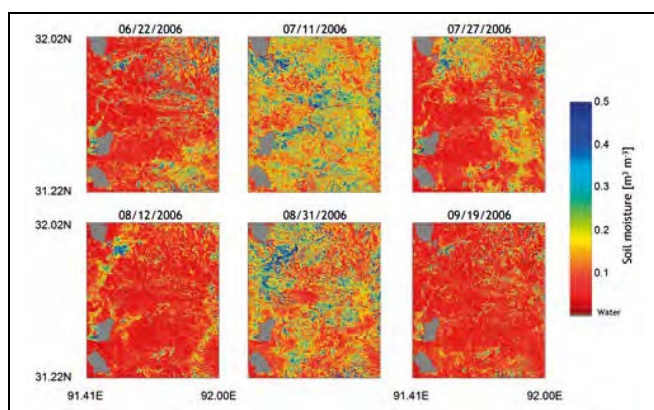 06/22/2006 07/11/2006 07/27/2006
32.02N
31.22N
08/12/2006 08/31/2006 09/19/2006
32.02N
31.22N
91.41E 92.00E 91.41E 92.00E
0.5
0.4
0.3
0.2
0.1
Water
Soil moisture [m³ m⁻³]